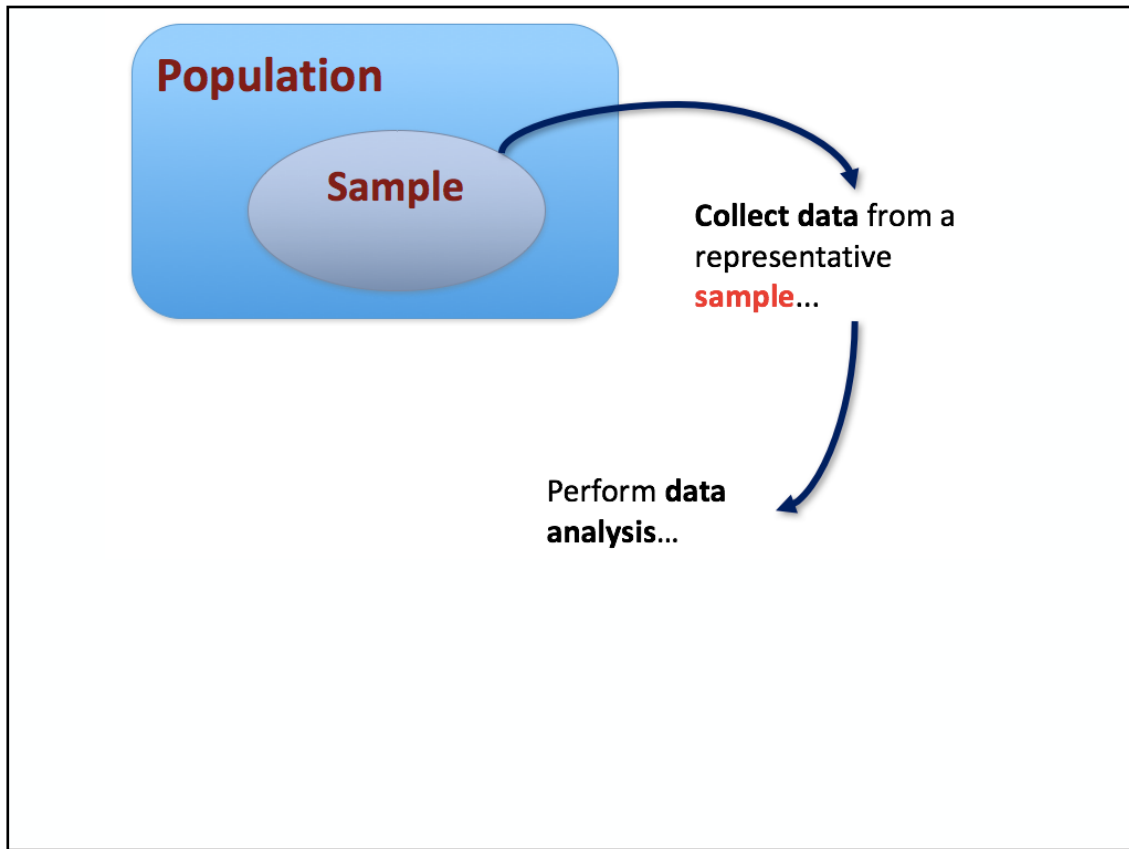 Population
Sample
Collect data from a
representative
sample...
Perform data
analysis...